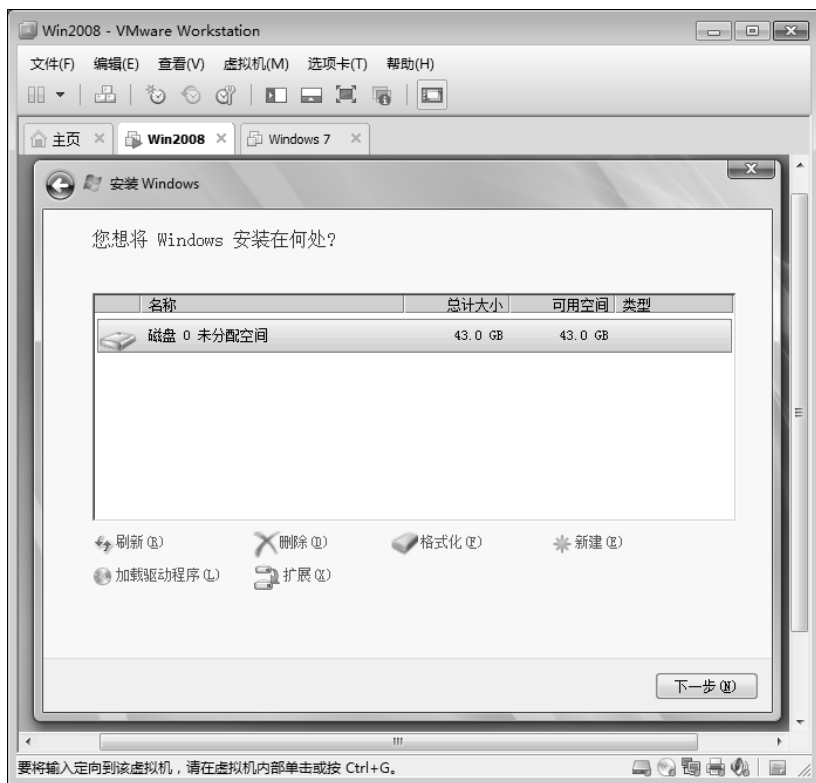 Win2008 - VMware Workstation
文件(F) 编辑(E) 查看(V) 虚拟机(M) 选项卡(T) 帮助(H)
主页 Win2008 Windows 7
安装 Windows
您想将 Windows 安装在何处?
名称 总计大小 可用空间 类型
磁盘 0 未分配空间 43.0 GB 43.0 GB
刷新(R) 删除(D) 格式化(F) 新建(E)
加载驱动程序(L) 扩展(X)
下一步(N)
要将输入定向到该虚拟机，请在虚拟机内部单击或按 Ctrl+G。